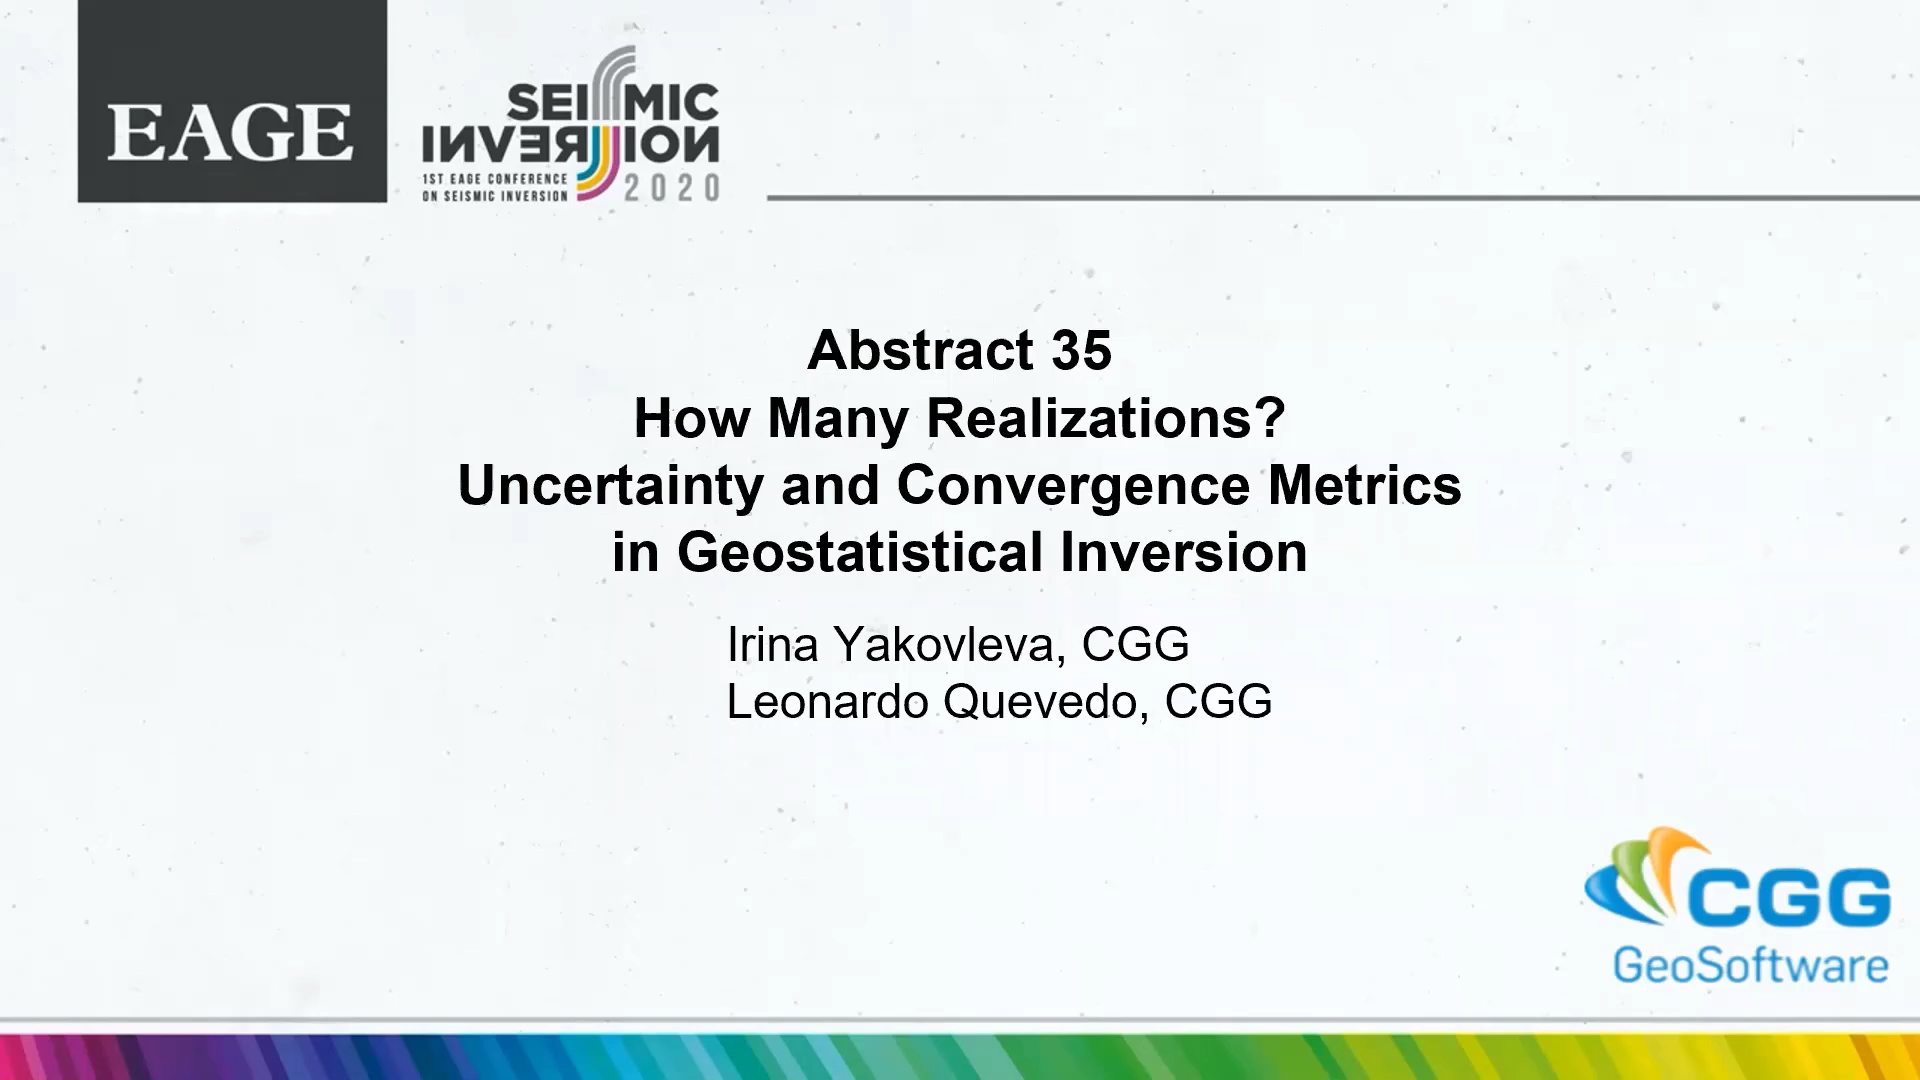 EAGE
SEISMIC
INVERSION
1ST EAGE CONFERENCE
ON SEISMIC INVERSION
2020
Abstract 35
How Many Realizations?
Uncertainty and Convergence Metrics
in Geostatistical Inversion
Irina Yakovleva, CGG
Leonardo Quevedo, CGG
CGG
GeoSoftware